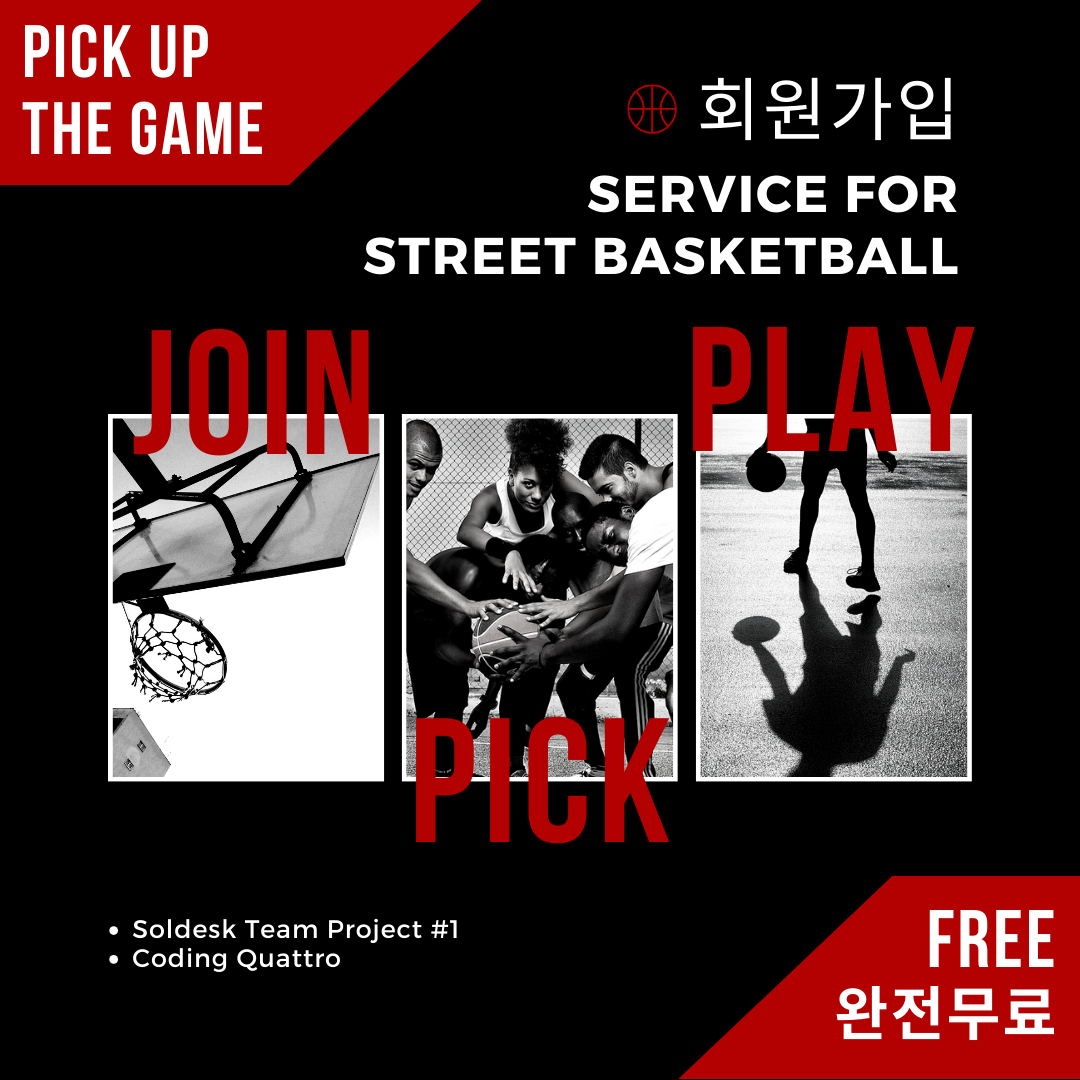 PICK UP
THE GAME
회원가입
SERVICE FOR
STREET BASKETBALL
JOIN
PLAY
PICK
Soldesk Team Project #1
Coding Quattro
FREE
완전무료